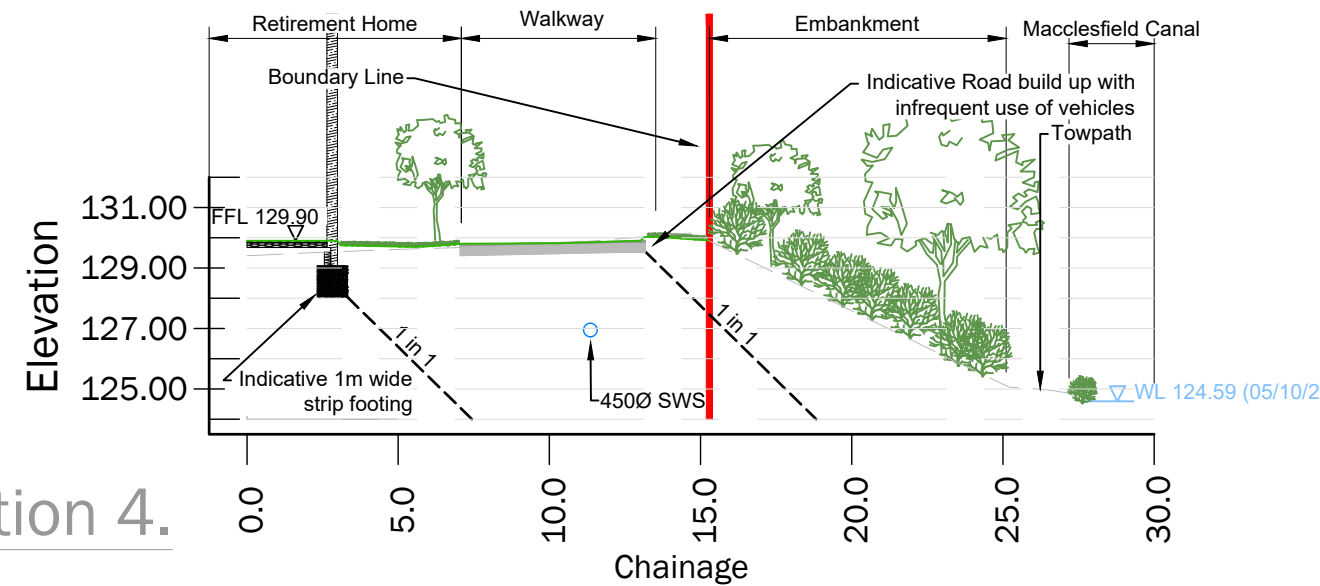 Retirement Home
Walkway
Embankment
Macclesfield Canal
Boundary Line
Indicative Road build up with
infrequent use of vehicles
Towpath
131.00
FFL 129.90
129.00
127.00
125.00
Elevation
1 in 1
1 in 1
Indicative 1m wide
strip footing
450Ø SWS
WL 124.59 (05/10/2
tion 4.
0.0
5.0
10.0
15.0
20.0
25.0
30.0
Chainage